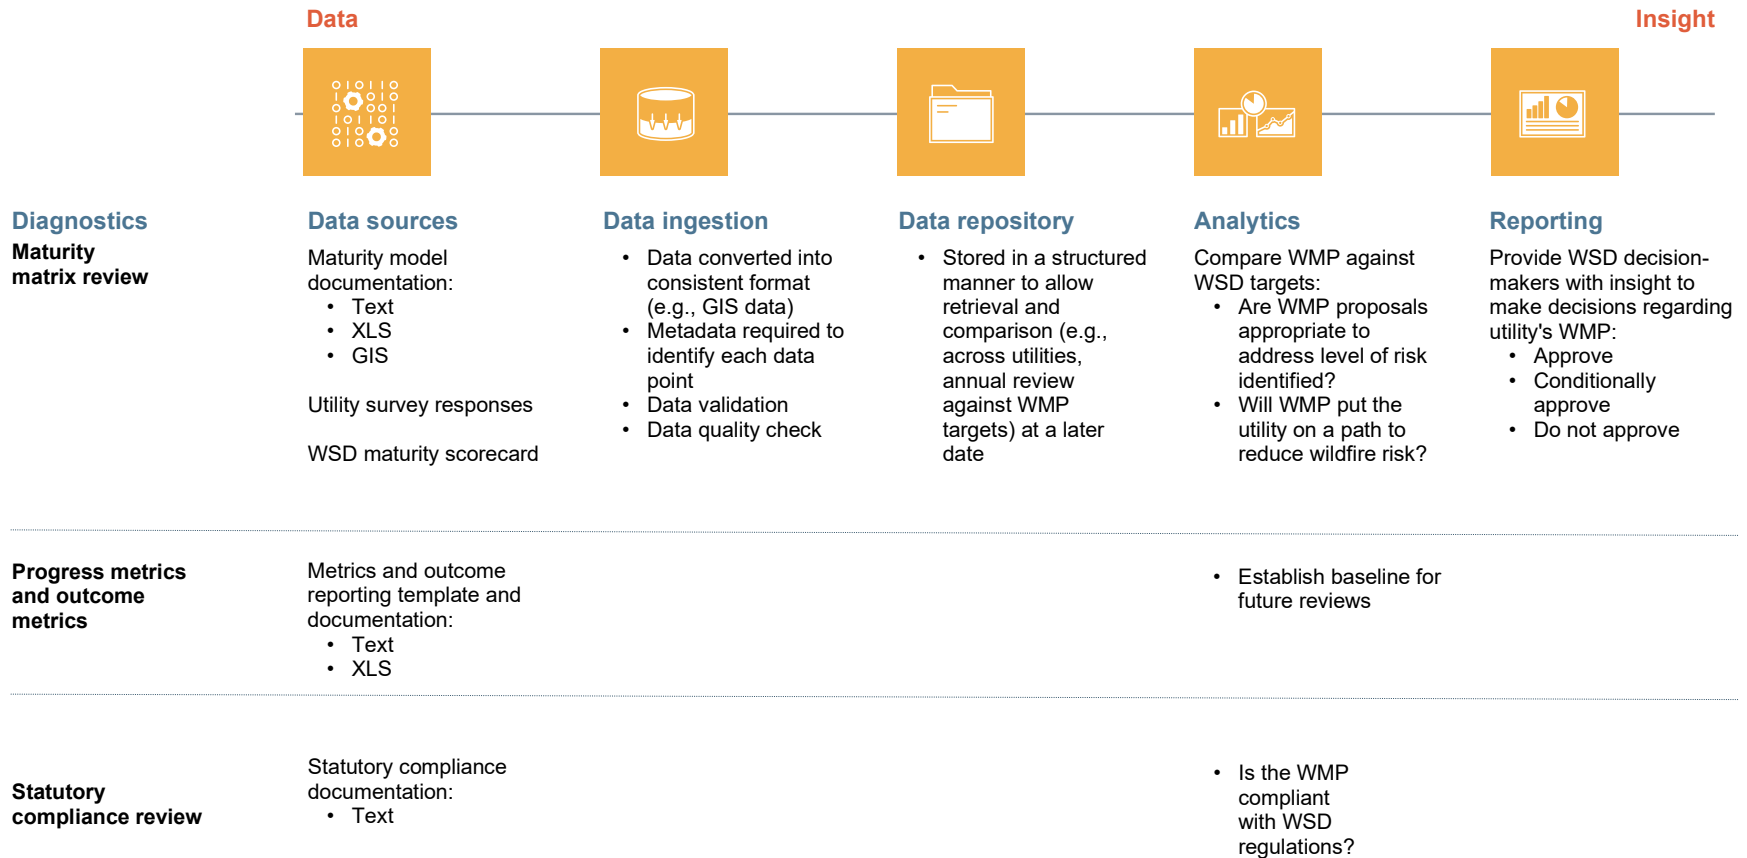 Data
Insight
Diagnostics
Maturity
matrix review
Data sources
Maturity model
documentation:
• Text
• XLS
• GIS
Utility survey responses
WSD maturity scorecard
Data ingestion
• Data converted into
consistent format
(e.g., GIS data)
• Metadata required to
identify each data
point
• Data validation
• Data quality check
Data repository
• Stored in a structured
manner to allow
retrieval and
comparison (e.g.,
across utilities,
annual review
against WMP
targets) at a later
date
Analytics
Compare WMP against
WSD targets:
• Are WMP proposals
appropriate to
address level of risk
identified?
• Will WMP put the
utility on a path to
reduce wildfire risk?
Reporting
Provide WSD decision-
makers with insight to
make decisions regarding
utility's WMP:
• Approve
• Conditionally
approve
• Do not approve
Progress metrics
and outcome
metrics
Metrics and outcome
reporting template and
documentation:
• Text
• XLS
• Establish baseline for
future reviews
Statutory
compliance review
Statutory compliance
documentation:
• Text
• Is the WMP
compliant
with WSD
regulations?